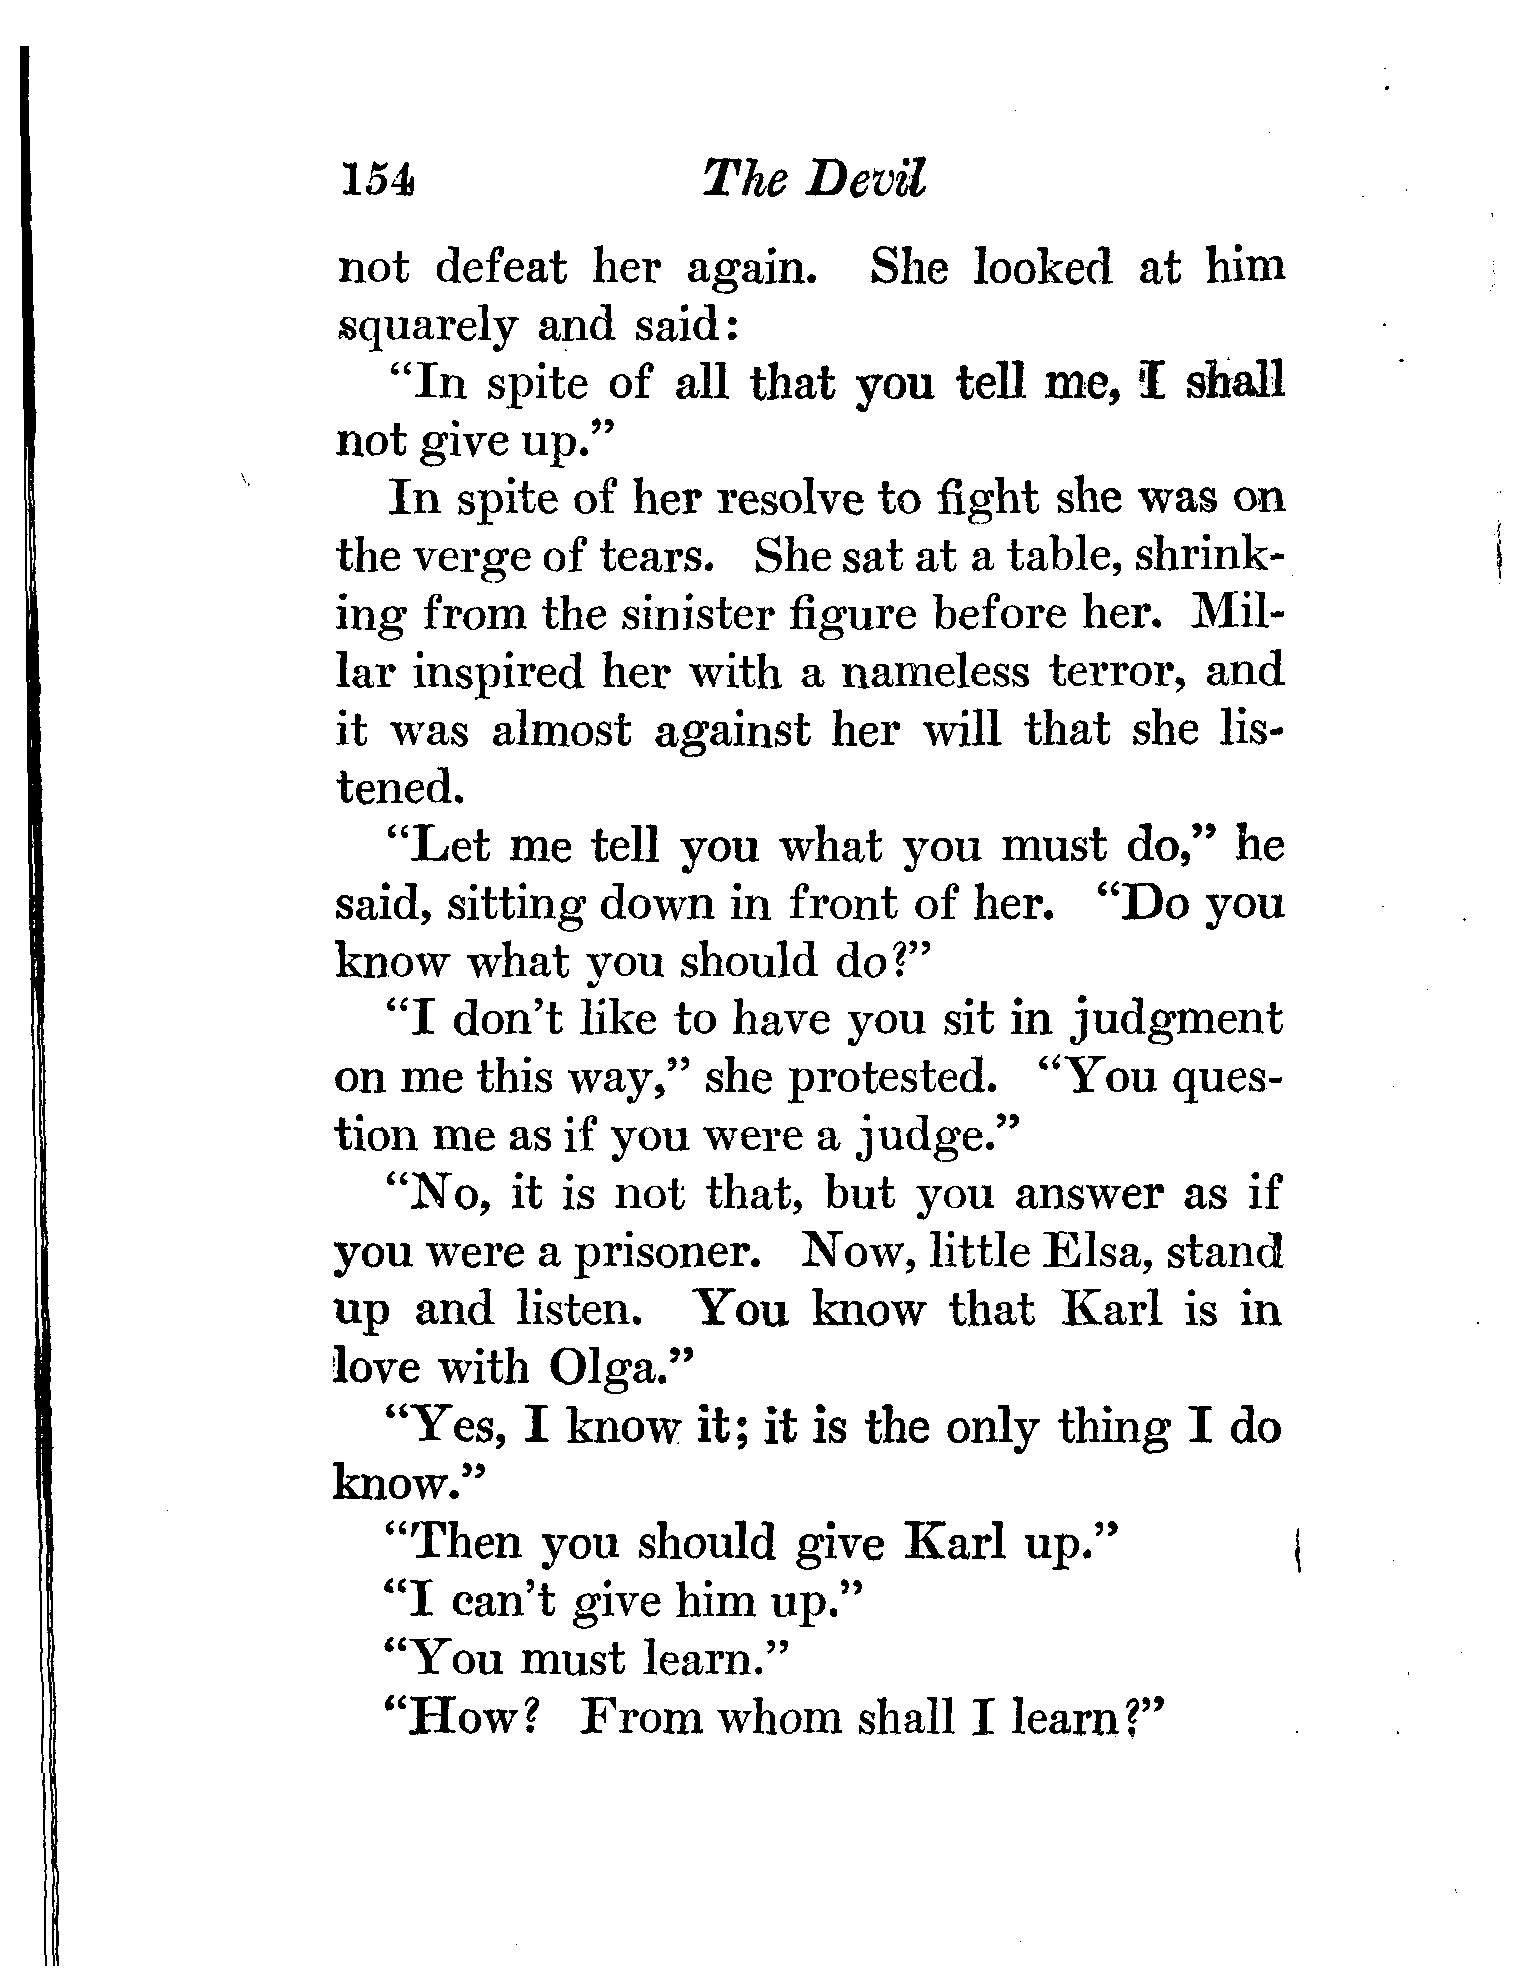 154 The Devil
not defeat her again. She looked at him
squarely and said:
“In spite of all that you tell me, I shall
not give up.”
In spite of her resolve to fight she was on
the verge of tears. She sat at a table, shrink-
ing from the sinister figure before her. Mil-
lar inspired her with a nameless terror, and
it was almost against her will that she lis-
tened.
“Let me tell you what you must do,” he
said, sitting down in front of her. “Do you
know what you should do?”
“I don’t like to have you sit in judgment
on me this way,” she protested. “You ques-
tion me as if you were a judge.”
“No, it is not that, but you answer as if
you were a prisoner. Now, little Elsa, stand
up and listen. You know that Karl is in
love with Olga.”
“Yes, I know it; it is the only thing I do
know.”
“Then you should give Karl up.”
“I can’t give him up.”
“You must learn.”
“How? From whom shall I learn?”